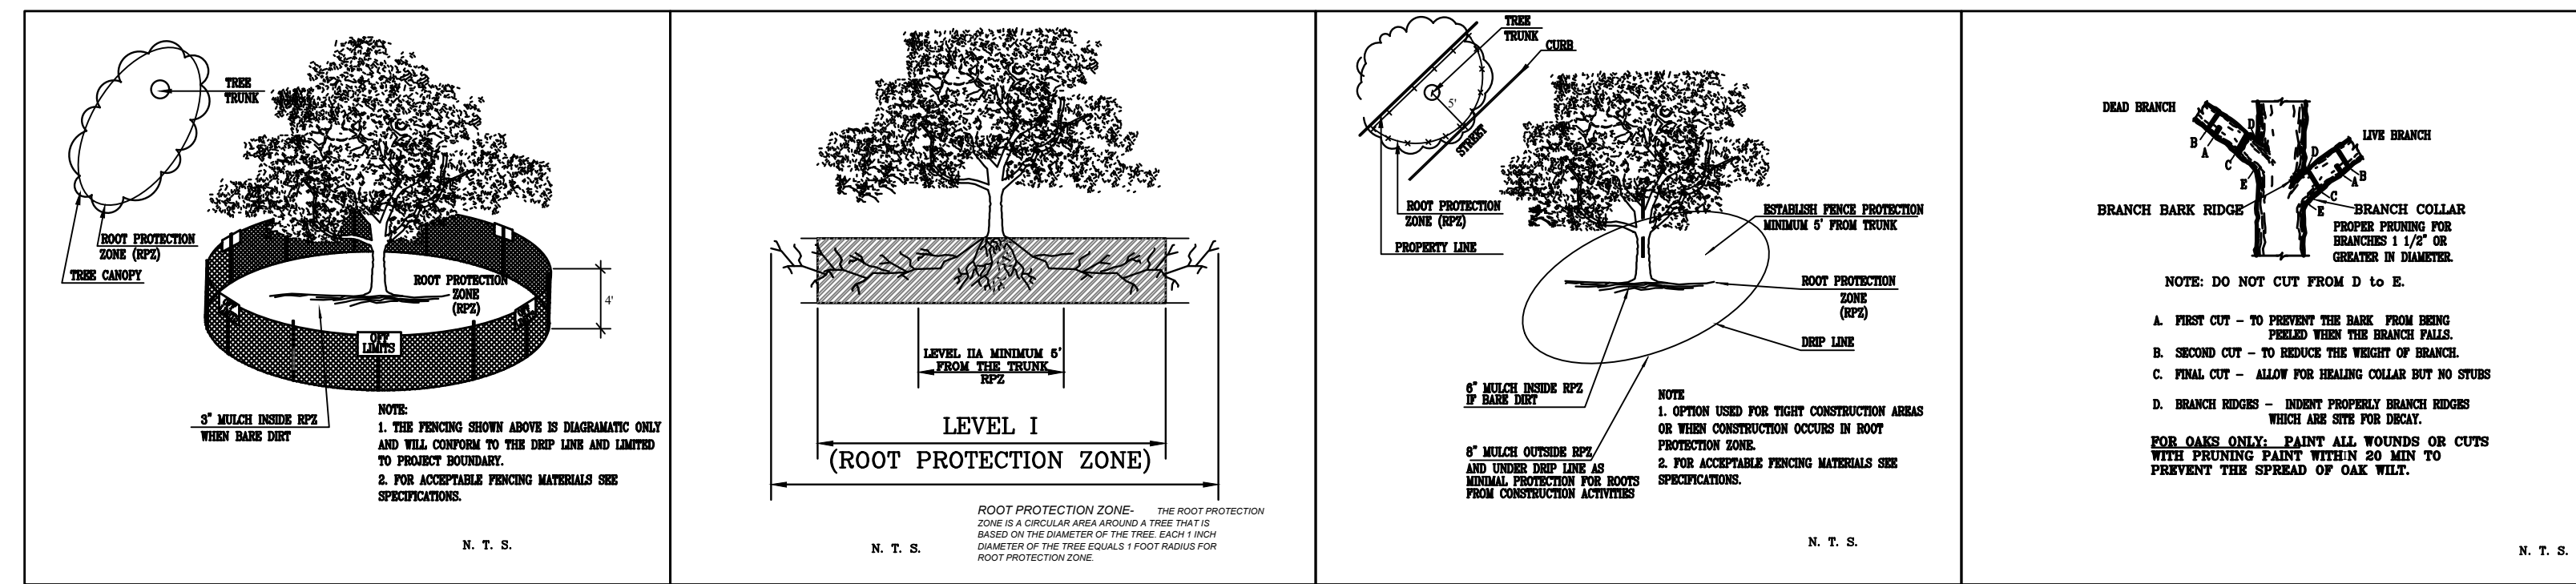 TREE
TRUNK
ROOT PROTECTION
ZONE (RPZ)
TREE CANOPY
ROOT PROTECTION
ZONE
(RPZ)
4'
OFF
LIMITS
3" MULCH INSIDE RPZ
WHEN BARE DIRT
NOTE:
1. THE FENCING SHOWN ABOVE IS DIAGRAMATIC ONLY
AND WILL CONFORM TO THE DRIP LINE AND LIMITED
TO PROJECT BOUNDARY.
2. FOR ACCEPTABLE FENCING MATERIALS SEE
SPECIFICATIONS.
N. T. S.
LEVEL IIA MINIMUM 5'
FROM THE TRUNK
RPZ
LEVEL I
(ROOT PROTECTION ZONE)
ROOT PROTECTION ZONE- THE ROOT PROTECTION
ZONE IS A CIRCULAR AREA AROUND A TREE THAT IS
BASED ON THE DIAMETER OF THE TREE. EACH 1 INCH
DIAMETER OF THE TREE EQUALS 1 FOOT RADIUS FOR
ROOT PROTECTION ZONE.
N. T. S.
TREE
TRUNK
CURB
5'
STREET
ROOT PROTECTION
ZONE (RPZ)
PROPERTY LINE
ESTABLISH FENCE PROTECTION
MINIMUM 5' FROM TRUNK
ROOT PROTECTION
ZONE
(RPZ)
DRIP LINE
6" MULCH INSIDE RPZ
IF BARE DIRT
8" MULCH OUTSIDE RPZ
AND UNDER DRIP LINE AS
MINIMAL PROTECTION FOR ROOTS
FROM CONSTRUCTION ACTIVITIES
NOTE
1. OPTION USED FOR TIGHT CONSTRUCTION AREAS
OR WHEN CONSTRUCTION OCCURS IN ROOT
PROTECTION ZONE.
2. FOR ACCEPTABLE FENCING MATERIALS SEE
SPECIFICATIONS.
N. T. S.
DEAD BRANCH
D
B
A
C
E
LIVE BRANCH
D
B
A
C
E
BRANCH BARK RIDGE
BRANCH COLLAR
PROPER PRUNING FOR
BRANCHES 1 1/2" OR
GREATER IN DIAMETER.
NOTE: DO NOT CUT FROM D to E.
A. FIRST CUT - TO PREVENT THE BARK FROM BEING
PEELED WHEN THE BRANCH FALLS.
B. SECOND CUT - TO REDUCE THE WEIGHT OF BRANCH.
C. FINAL CUT - ALLOW FOR HEALING COLLAR BUT NO STUBS
D. BRANCH RIDGES - INDENT PROPERLY BRANCH RIDGES
WHICH ARE SITE FOR DECAY.
FOR OAKS ONLY: PAINT ALL WOUNDS OR CUTS
WITH PRUNING PAINT WITHIN 20 MIN TO
PREVENT THE SPREAD OF OAK WILT.
N. T. S.